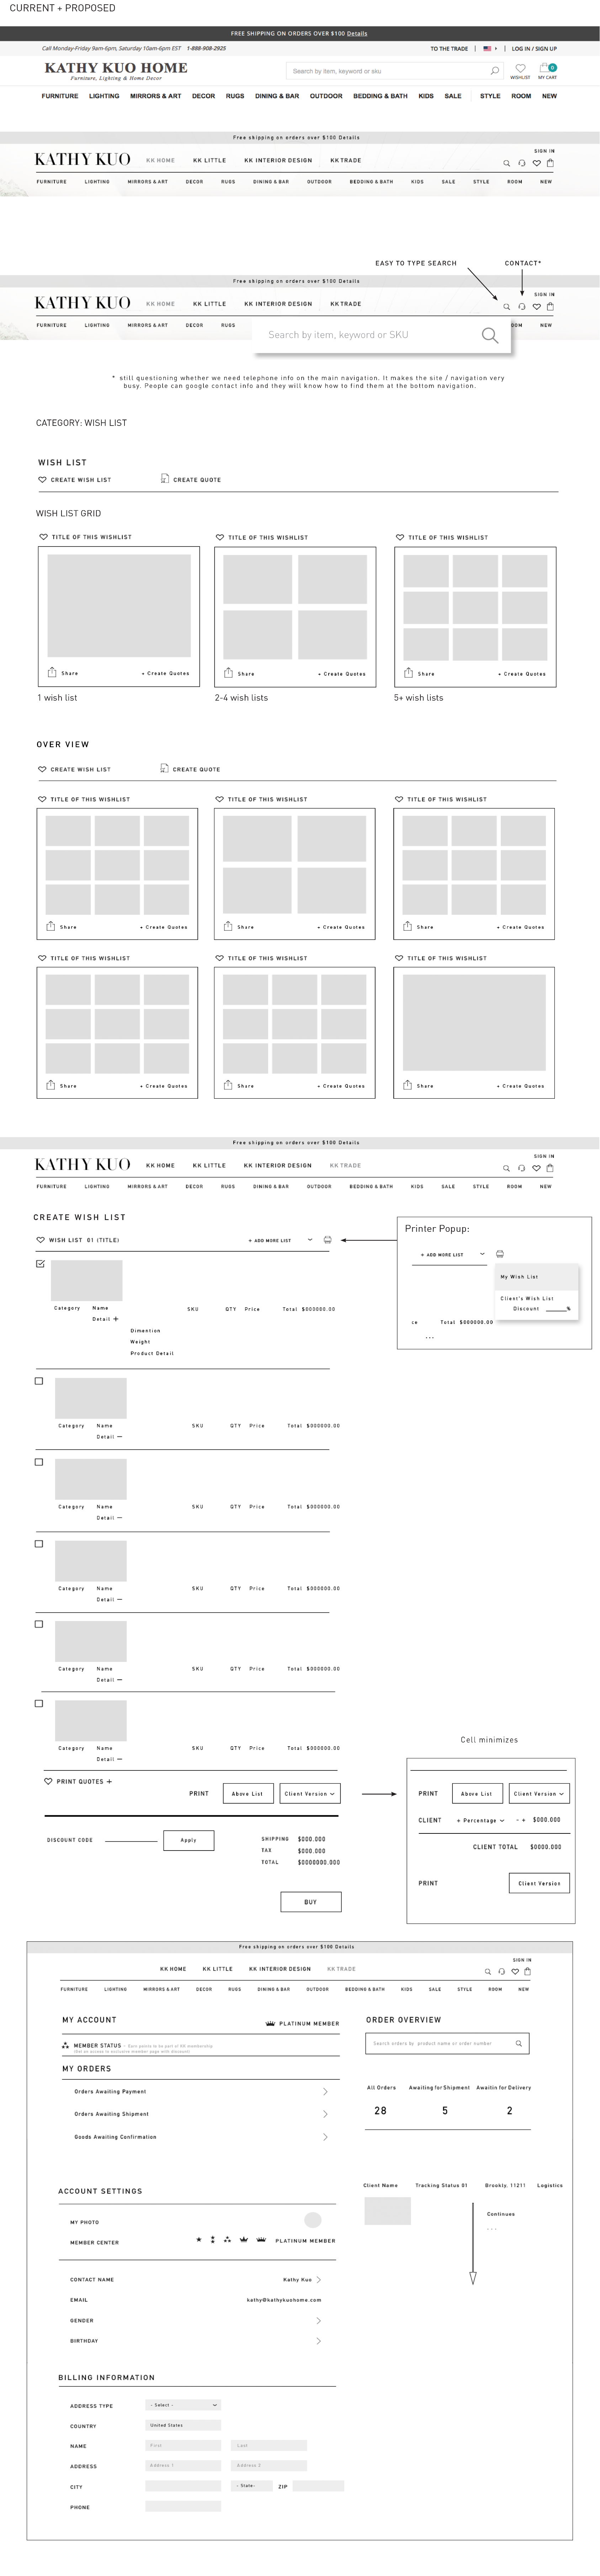 CURRENT + PROPOSED
FREE SHIPPING ON ORDERS OVER $100 Details
Call Monday-Friday 9am-6pm, Saturday 10am-6pm EST 1-888-908-2925
TO THE TRADE
LOG IN / SIGN UP
KATHY KUO HOME
Furniture, Lighting & Home Decor
Search by item, keyword or sku
WISHLIST
0
MY CART
FURNITURE LIGHTING MIRRORS & ART DECOR RUGS DINING & BAR OUTDOOR BEDDING & BATH KIDS SALE STYLE ROOM NEW
Free shipping on orders over $100 Details
SIGN IN
KATHY KUO KK HOME KK LITTLE KK INTERIOR DESIGN KK TRADE
FURNITURE LIGHTING MIRRORS & ART DECOR RUGS DINING & BAR OUTDOOR BEDDING & BATH KIDS SALE STYLE ROOM NEW
EASY TO TYPE SEARCH CONTACT*
Free shipping on orders over $100 Details
SIGN IN
KATHY KUO KK HOME KK LITTLE KK INTERIOR DESIGN KK TRADE
FURNITURE LIGHTING MIRRORS & ART DECOR RUGS OOM NEW
Search by item, keyword or SKU
* still questioning whether we need telephone info on the main navigation. It makes the site / navigation very
busy. People can google contact info and they will know how to find them at the bottom navigation.
CATEGORY: WISH LIST
WISH LIST
CREATE WISH LIST CREATE QUOTE
WISH LIST GRID
TITLE OF THIS WISHLIST TITLE OF THIS WISHLIST TITLE OF THIS WISHLIST
Share + Create Quotes Share + Create Quotes Share + Create Quotes
1 wish list 2-4 wish lists 5+ wish lists
OVER VIEW
CREATE WISH LIST CREATE QUOTE
TITLE OF THIS WISHLIST TITLE OF THIS WISHLIST TITLE OF THIS WISHLIST
Share + Create Quotes Share + Create Quotes Share + Create Quotes
TITLE OF THIS WISHLIST TITLE OF THIS WISHLIST TITLE OF THIS WISHLIST
Share + Create Quotes Share + Create Quotes Share + Create Quotes
Free shipping on orders over $100 Details
SIGN IN
KATHY KUO KK HOME KK LITTLE KK INTERIOR DESIGN KK TRADE
FURNITURE LIGHTING MIRRORS & ART DECOR RUGS DINING & BAR OUTDOOR BEDDING & BATH KIDS SALE STYLE ROOM NEW
CREATE WISH LIST
WISH LIST 01 (TITLE) + ADD MORE LIST
Category Name SKU QTY Price Total $000000.00
Detail +
Dimention
Weight
Product Detail
Printer Popup:
+ ADD MORE LIST
My Wish List
Client's Wish List
Discount %
ce Total $000000.00
...
Category Name SKU QTY Price Total $000000.00
Detail —
Category Name SKU QTY Price Total $000000.00
Detail —
Category Name SKU QTY Price Total $000000.00
Detail —
Category Name SKU QTY Price Total $000000.00
Detail —
Category Name SKU QTY Price Total $000000.00
Detail —
PRINT QUOTES +
PRINT Above List Client Version
DISCOUNT CODE Apply
SHIPPING $000.000
TAX $000.000
TOTAL $0000000.000
BUY
Cell minimizes
PRINT Above List Client Version
CLIENT + Percentage - + $000.000
CLIENT TOTAL $0000.000
PRINT Client Version
Free shipping on orders over $100 Details
SIGN IN
KK HOME KK LITTLE KK INTERIOR DESIGN KK TRADE
FURNITURE LIGHTING MIRRORS & ART DECOR RUGS DINING & BAR OUTDOOR BEDDING & BATH KIDS SALE STYLE ROOM NEW
MY ACCOUNT PLATINUM MEMBER
MEMBER STATUS
MY ORDERS
Orders Awaiting Payment
Orders Awaiting Shipment
Goods Awaiting Confirmation
ORDER OVERVIEW
Search orders by product name or order number
All Orders Awaiting for Shipment Awaitin for Delivery
28 5 2
Client Name Tracking Status 01 Brookly, 11211 Logistics
Continues
...
ACCOUNT SETTINGS
MY PHOTO
MEMBER CENTER PLATINUM MEMBER
CONTACT NAME Kathy Kuo
EMAIL kathy@kathykuohome.com
GENDER
BIRTHDAY
BILLING INFORMATION
ADDRESS TYPE - Select -
COUNTRY United States
NAME First Last
ADDRESS Address 1 Address 2
CITY - State- ZIP
PHONE